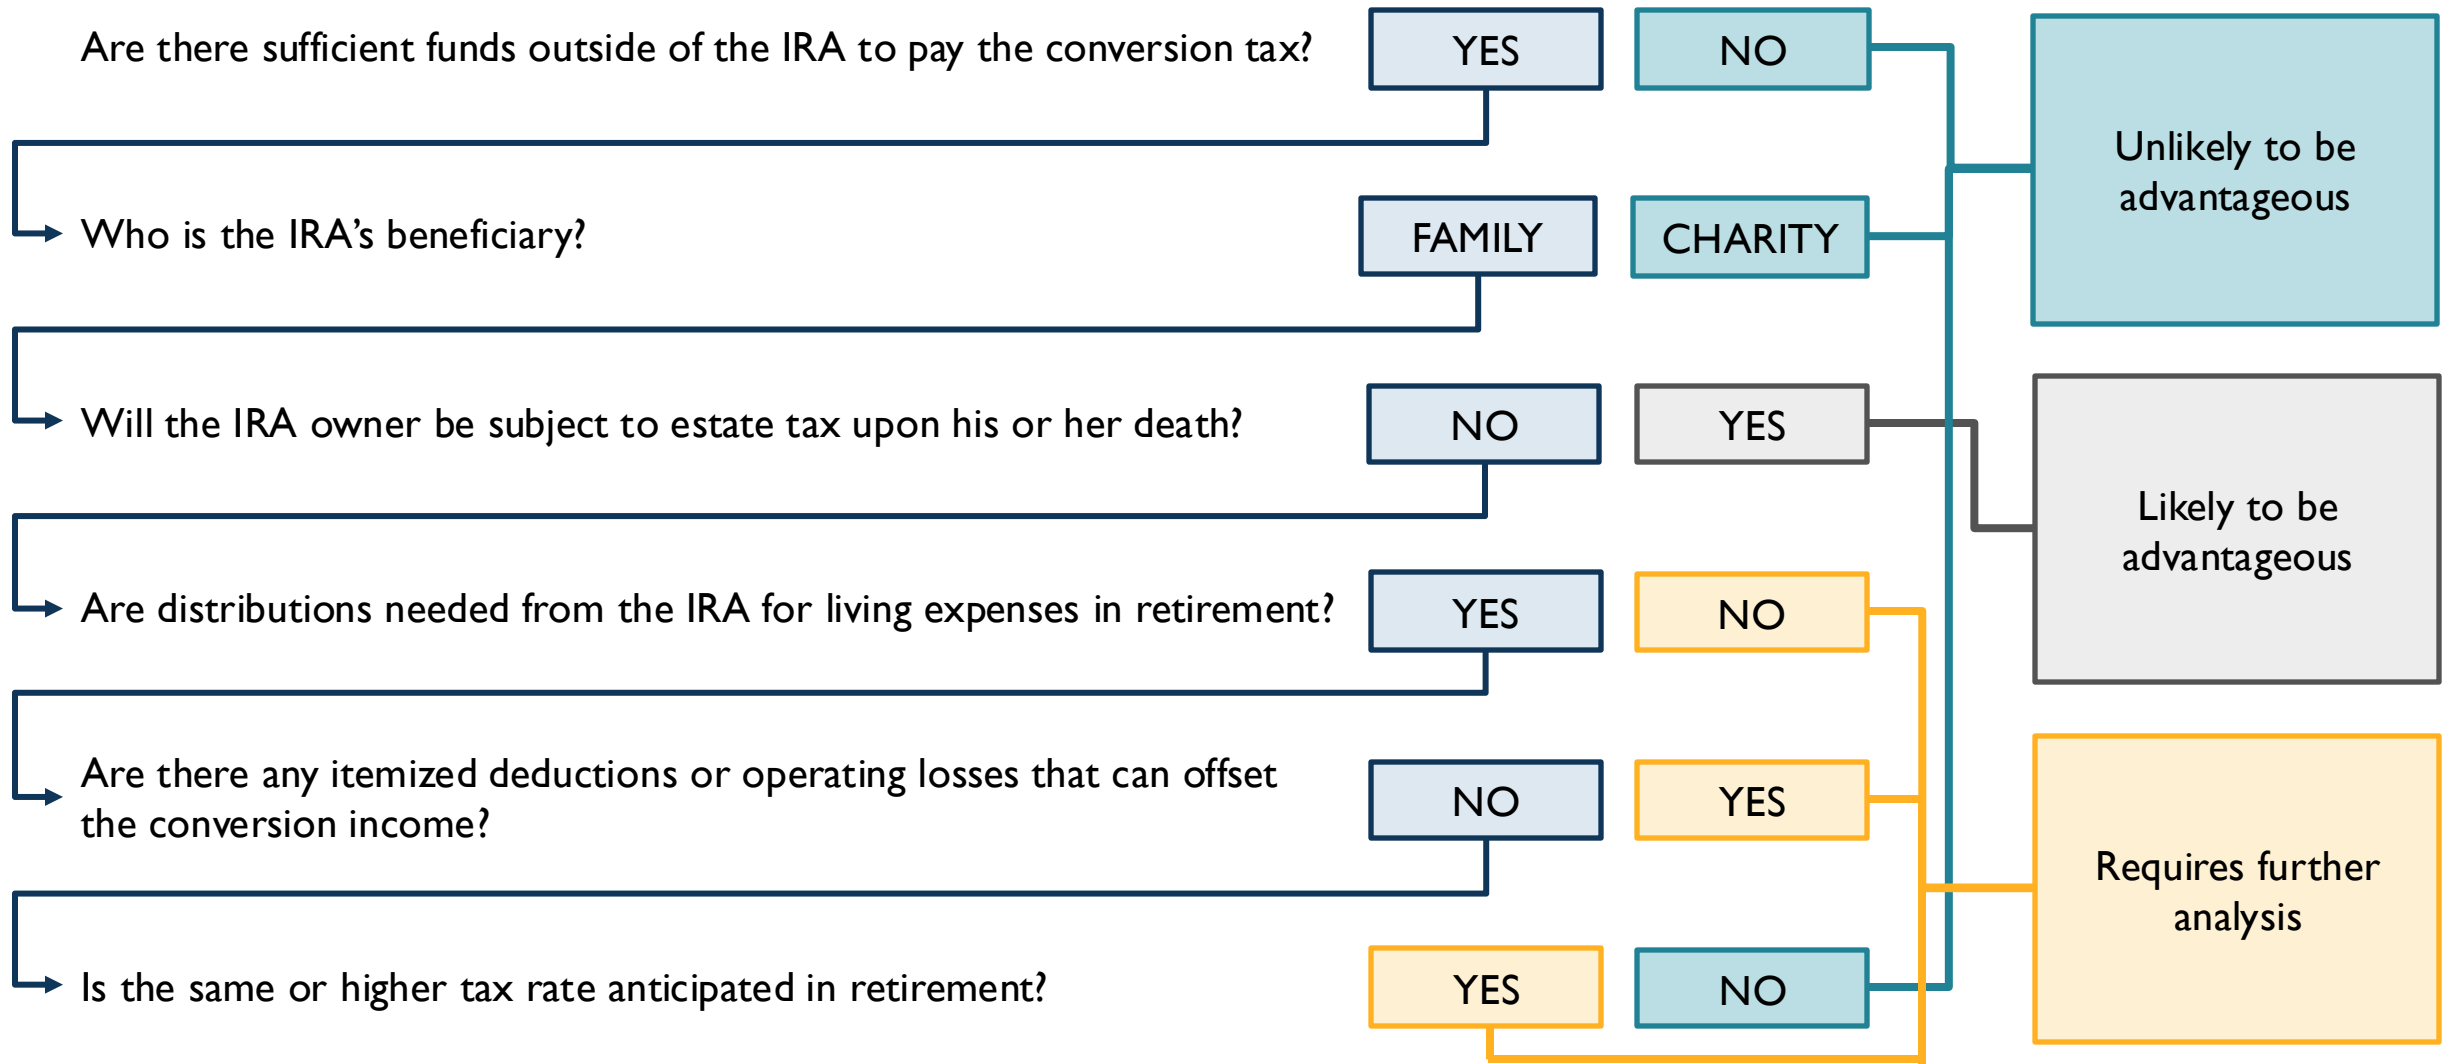 Are there sufficient funds outside of the IRA to pay the conversion tax?
YES
NO
Unlikely to be
advantageous
Who is the IRA’s beneficiary?
FAMILY
CHARITY
Will the IRA owner be subject to estate tax upon his or her death?
NO
YES
Likely to be
advantageous
Are distributions needed from the IRA for living expenses in retirement?
YES
NO
Are there any itemized deductions or operating losses that can offset
the conversion income?
NO
YES
Requires further
analysis
Is the same or higher tax rate anticipated in retirement?
YES
NO